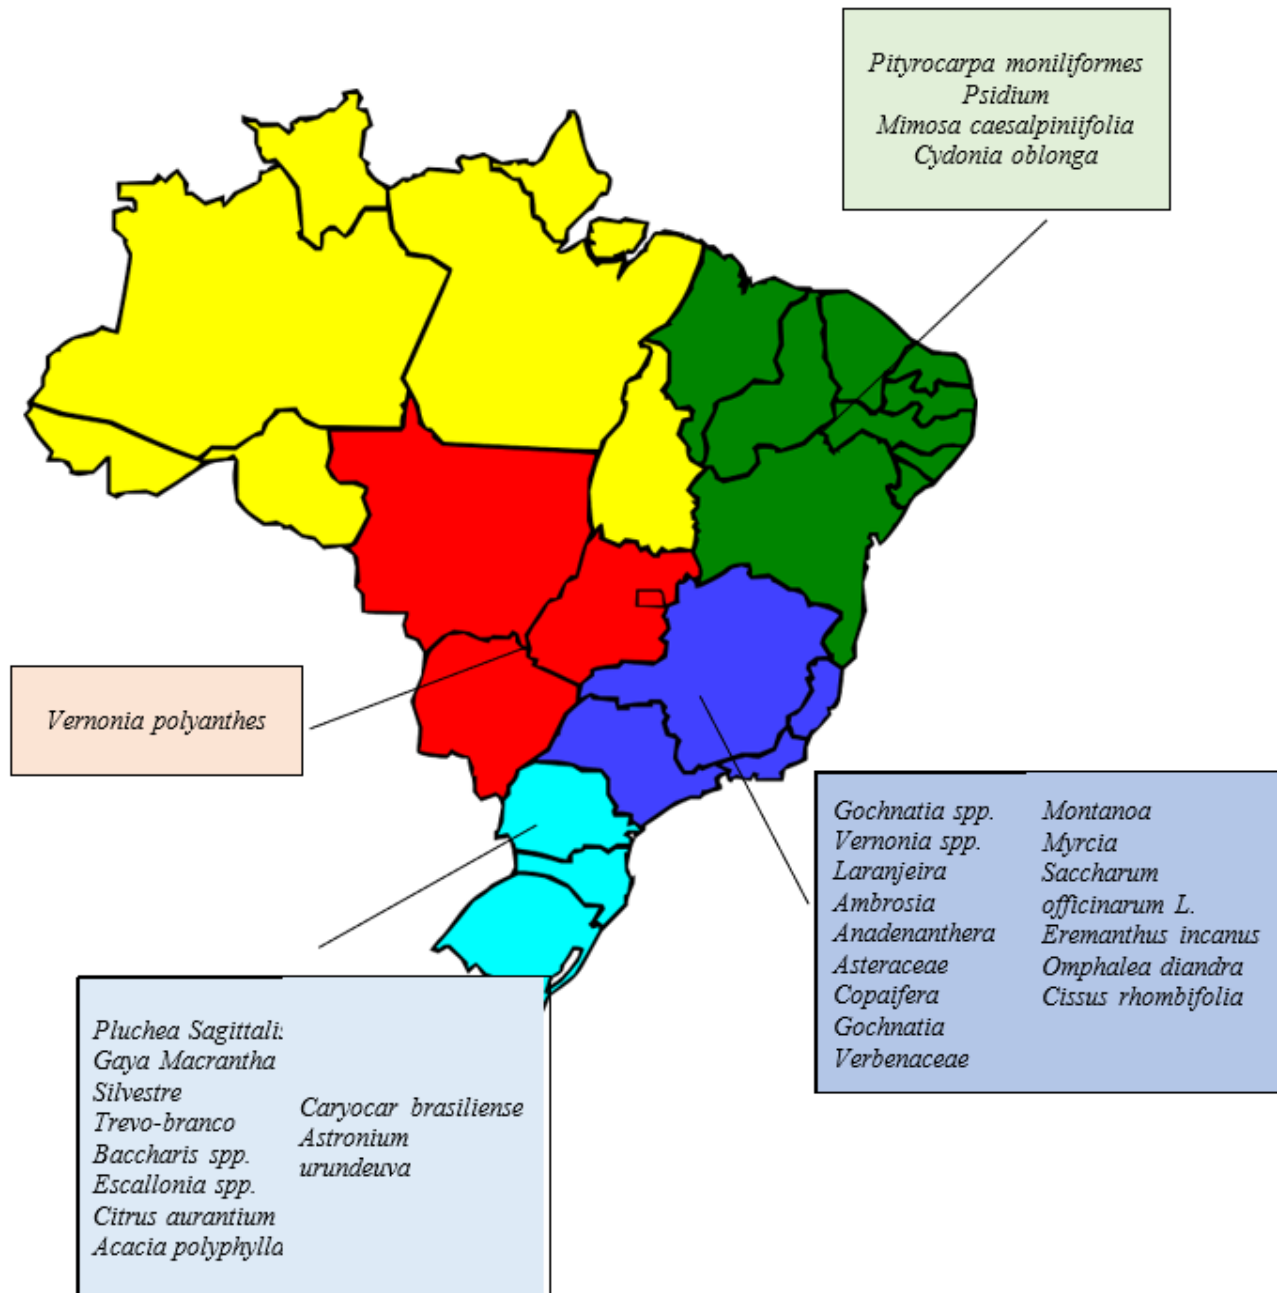 Pityrocarpa moniliformes
Psidium
Mimosa caesalpiniifolia
Cydonia oblonga
Vernonia polyanthes
Gochnatia spp.
Vernonia spp.
Laranjeira
Ambrosia
Anadenanthera
Asteraceae
Copaifera
Gochnatia
Verbenaceae
Montanoa
Myrcia
Saccharum
officinarum L.
Eremanthus incanus
Omphalea diandra
Cissus rhombifolia
Pluchea Sagittalis
Gaya Macrantha
Silvestre
Trevo-branco
Baccharis spp.
Escallonia spp.
Citrus aurantium
Acacia polyphylla
Caryocar brasiliense
Astronium
urundeuva